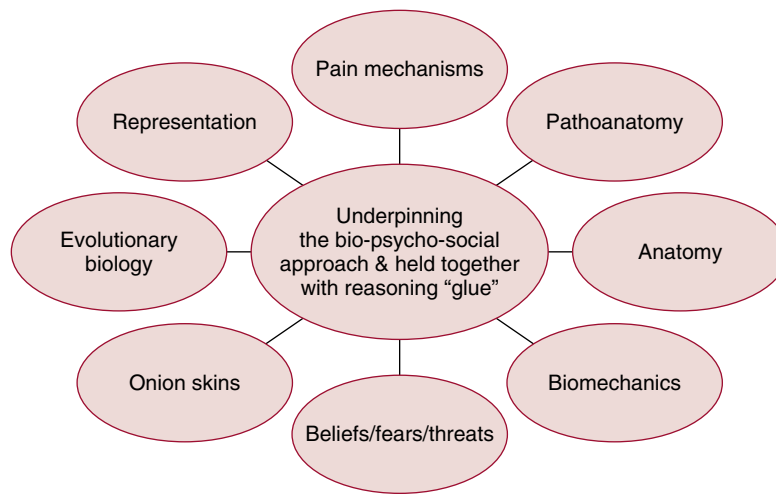 Pain mechanisms
Representation
Pathoanatomy
Underpinning
the bio-psycho-social
approach & held together
with reasoning “glue”
Evolutionary
biology
Anatomy
Onion skins
Biomechanics
Beliefs/fears/threats